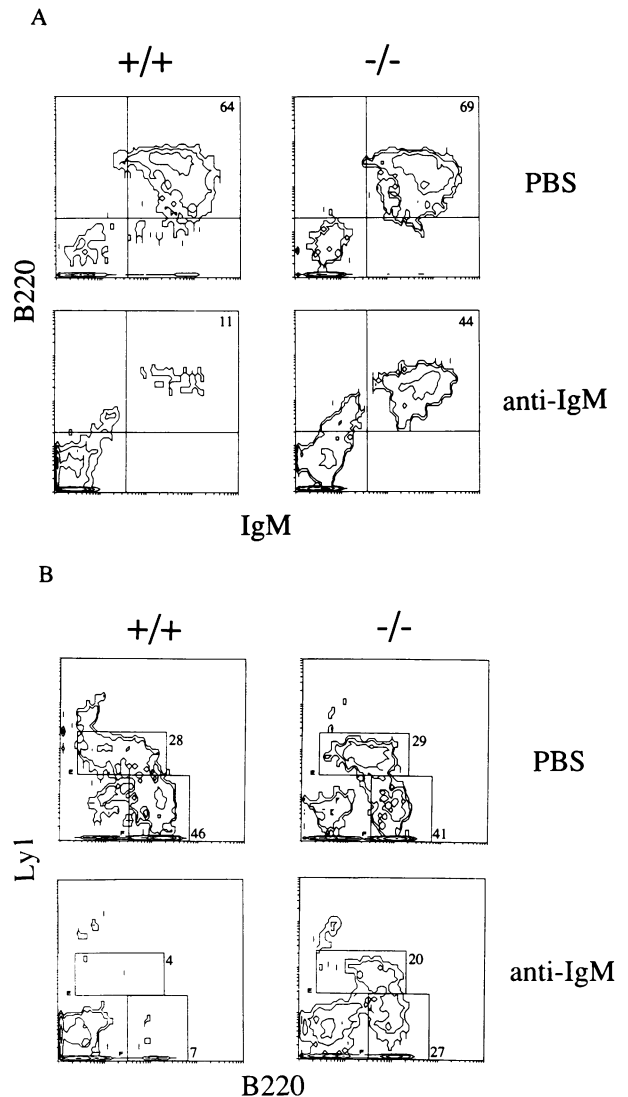 A
+/+ -/-
64 69
PBS
B220
11 44
anti-IgM
IgM
B
+/+ -/-
28 29
PBS
46 41
Ly1
4 20
anti-IgM
7 27
B220